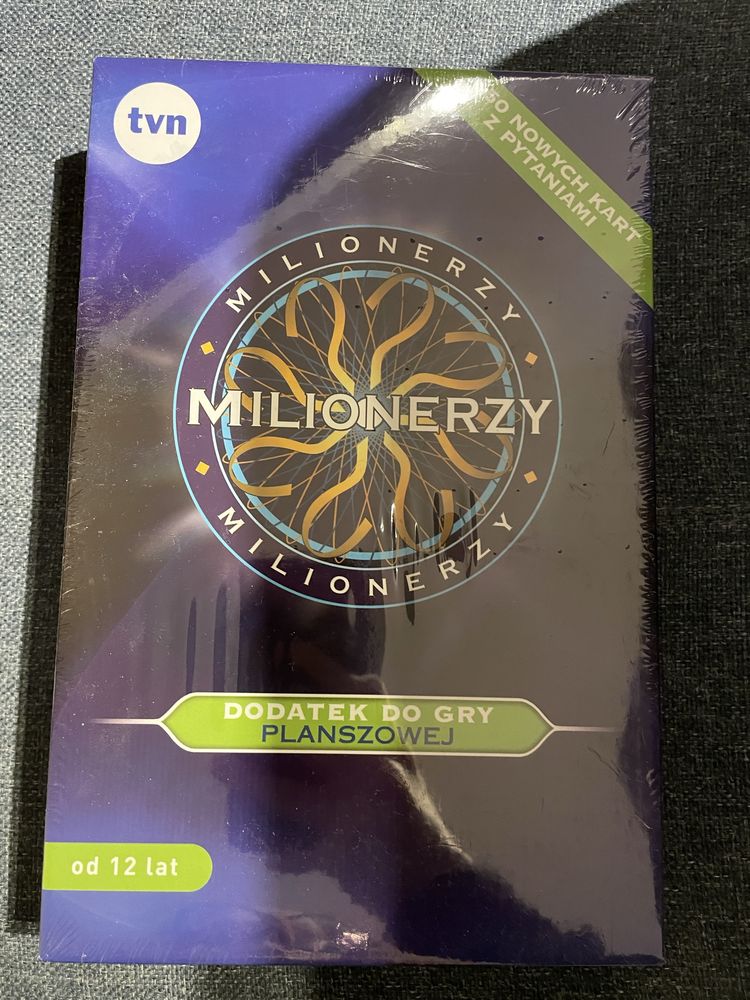 tvn
NOWYCH KART
Z PYTANIAMI
MILIONERZY
MILIONERZY
MILIONERZY
DODATEK DO GRY
PLANSZOWEJ
od 12 lat